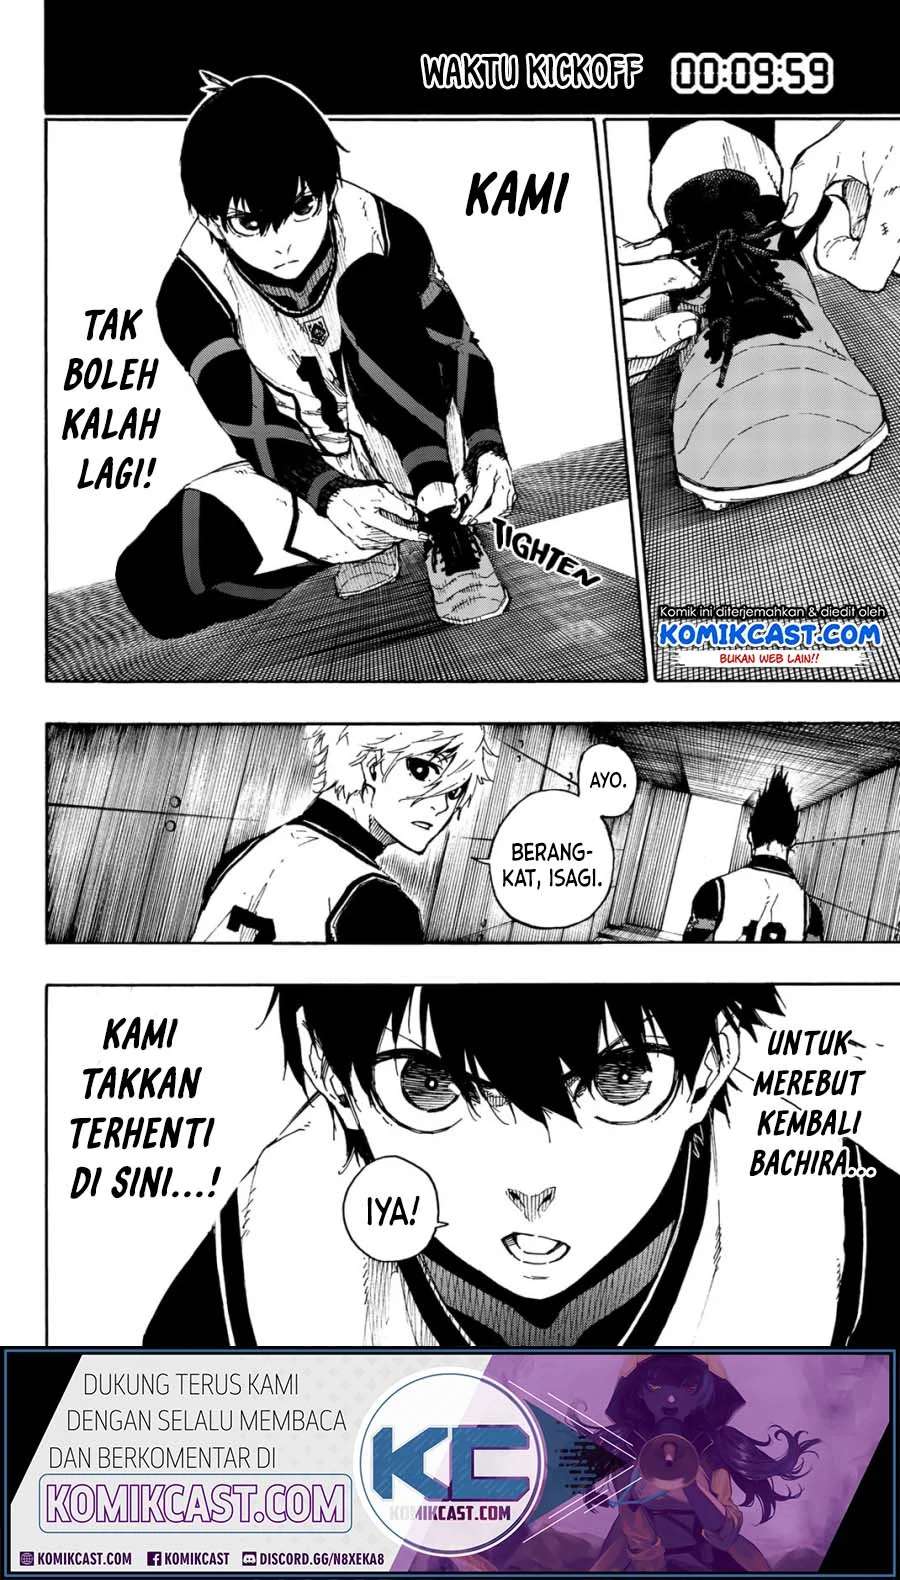 WAKTU KICKOFF 00:09:59
KAMI
TAK
BOLEH
KALAH
LAGI!
TIGHTEN
Komik ini diterjemahkan & diedit oleh
KOMIKCAST.COM
BUKAN WEB LAIN!!
AYO.
BERANG-
KAT, ISAGI.
7
18
UNTUK
MEREBUT
KEMBALI
BACHIRA...
KAMI
TAKKAN
TERHENTI
DI SINI...!
IYA!
DUKUNG TERUS KAMI
DENGAN SELALU MEMBACA
DAN BERKOMENTAR DI
KOMIKCAST.COM
KC
KOMIKCAST.COM
KOMIKCAST.COM KOMIKCAST DISCORD.GG/N8XEKA8